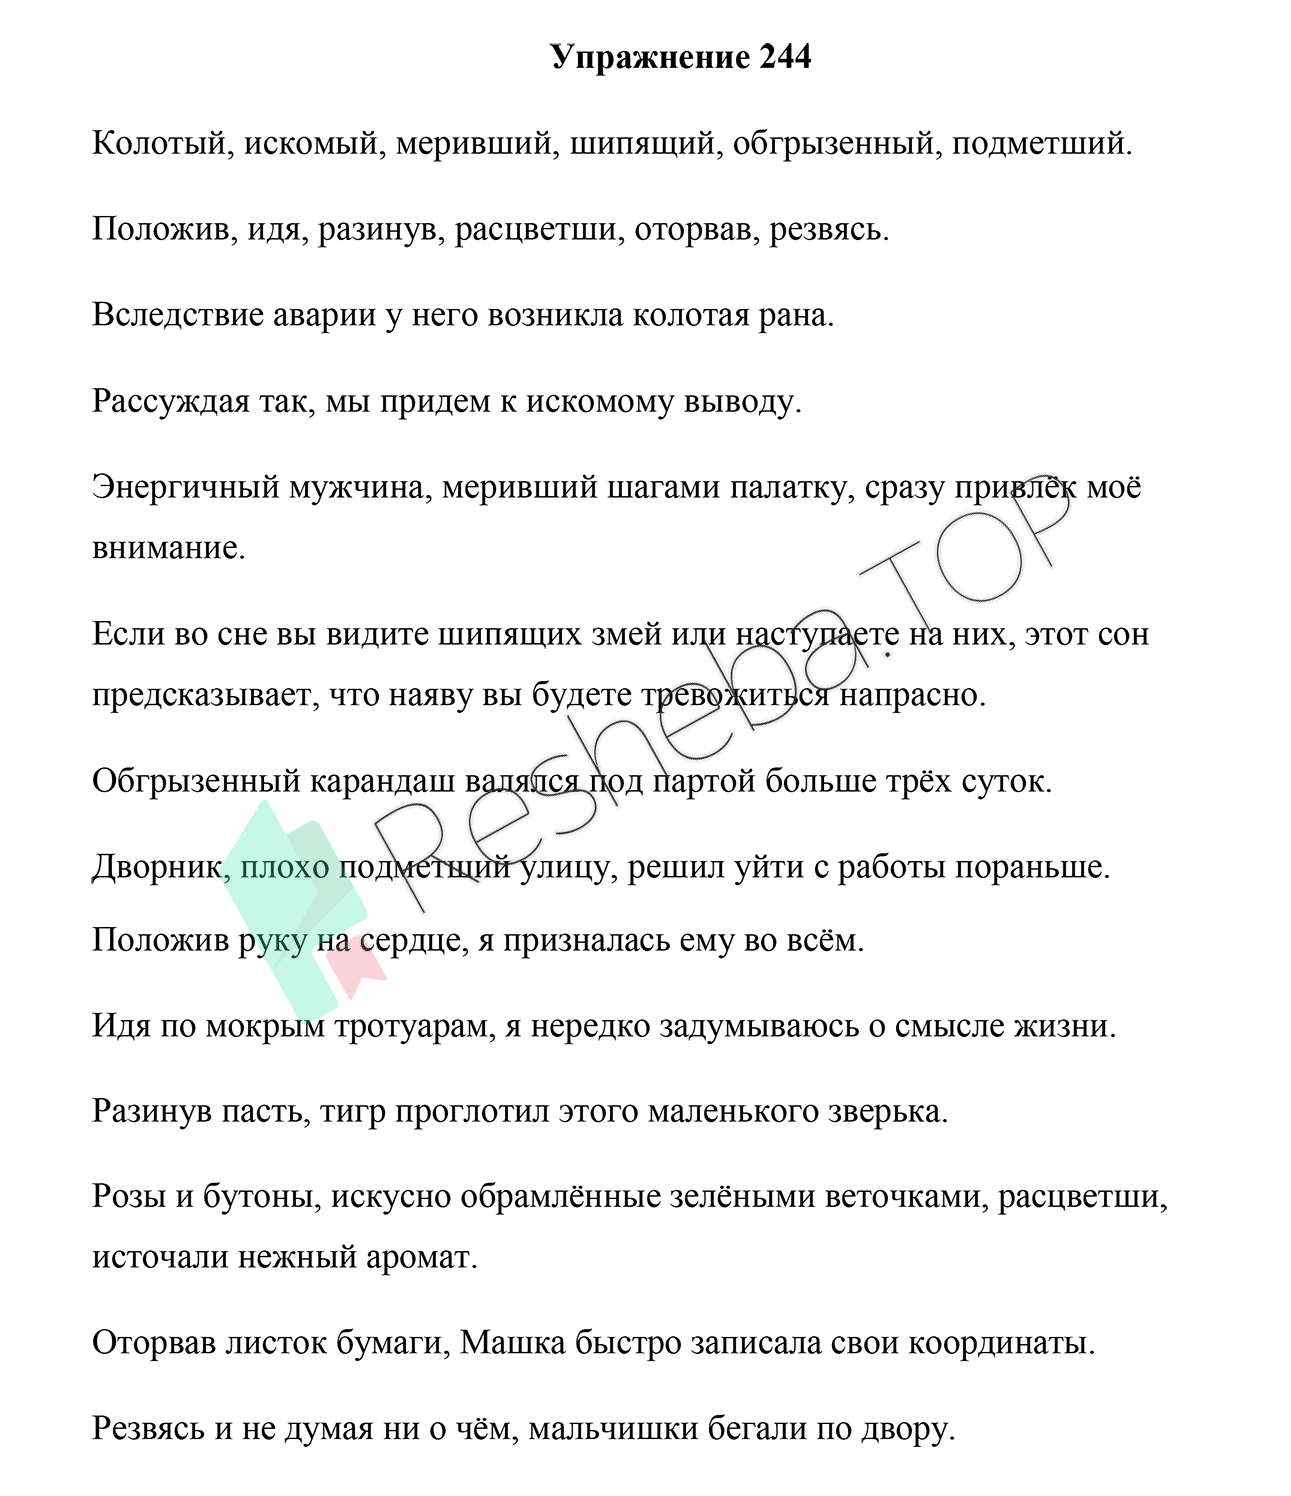 Упражнение 244
Колотый, искомый, меривший, шипящий, обгрызенный, подметший.
Положив, идя, разинув, расцветши, оторвав, резвясь.
Вследствие аварии у него возникла колотая рана.
Рассуждая так, мы придем к искомому выводу.
Энергичный мужчина, меривший шагами палатку, сразу привлёк моё
внимание.
Если во сне вы видите шипящих змей или наступаете на них, этот сон
предсказывает, что наяву вы будете тревожиться напрасно.
Обгрызенный карандаш валялся под партой больше трёх суток.
Дворник, плохо подметший улицу, решил уйти с работы пораньше.
Положив руку на сердце, я призналась ему во всём.
Идя по мокрым тротуарам, я нередко задумываюсь о смысле жизни.
Разинув пасть, тигр проглотил этого маленького зверька.
Розы и бутоны, искусно обрамлённые зелёными веточками, расцветши,
источали нежный аромат.
Оторвав листок бумаги, Машка быстро записала свои координаты.
Резвясь и не думая ни о чём, мальчишки бегали по двору.
Resheba.TOP